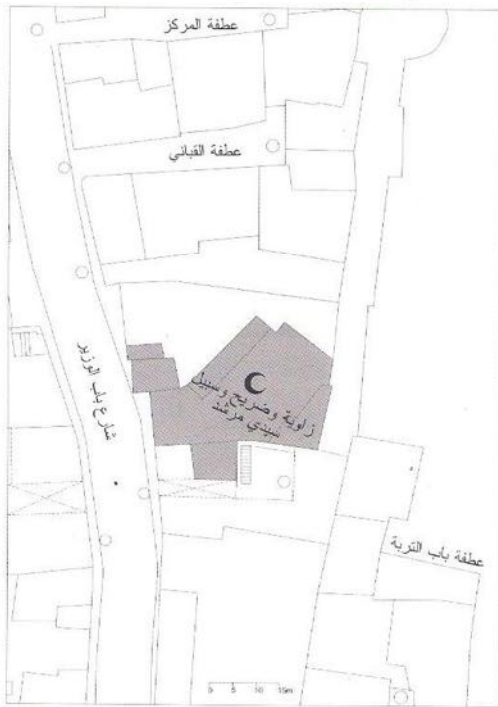 عطفة المركز
عطفة القباني
شارع باب الوزير
زاوية وضريح وسبيل
سيدي مرشد
عطفة باب التربة
0 5 10 15m